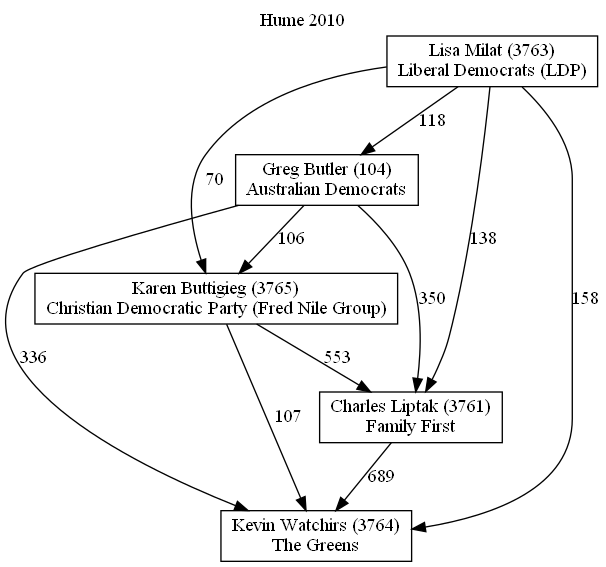 Hume 2010
Lisa Milat (3763)
Liberal Democrats (LDP)
118
Greg Butler (104)
Australian Democrats
70
106
138
Karen Buttigieg (3765)
Christian Democratic Party (Fred Nile Group)
350
158
336
553
107
Charles Liptak (3761)
Family First
689
Kevin Watchirs (3764)
The Greens